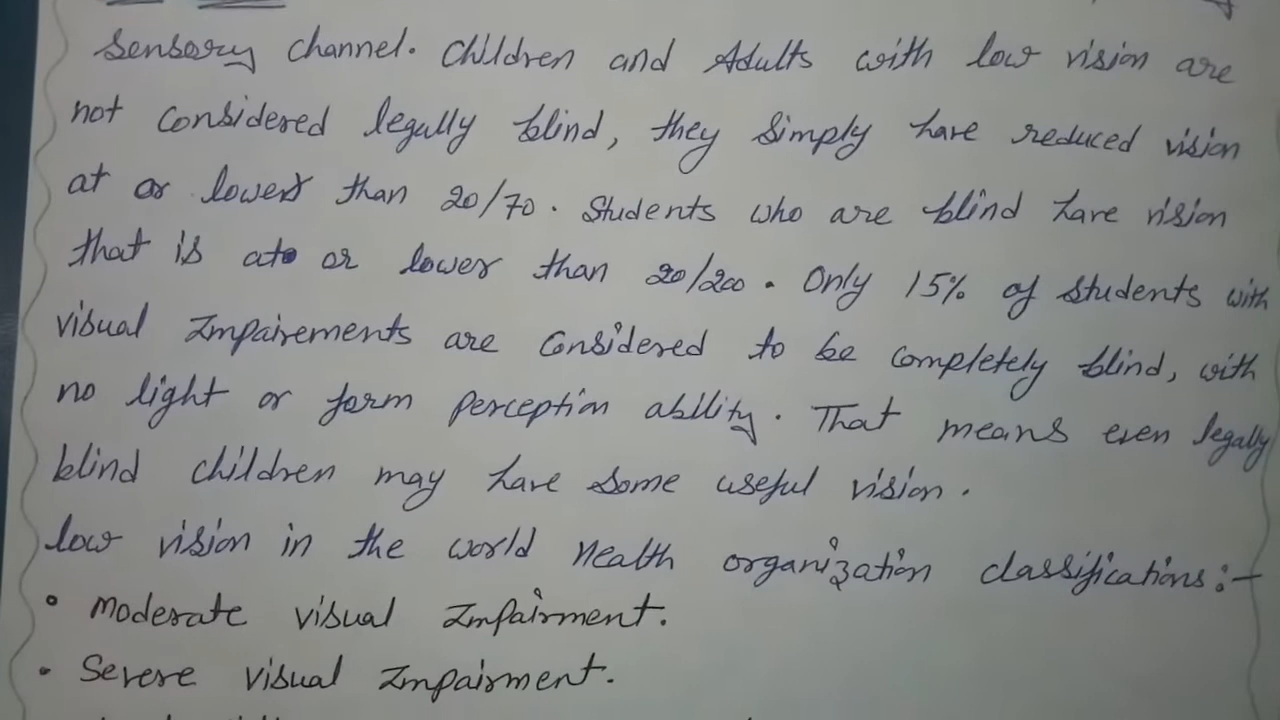 Sensory channel. Children and Adults with low vision are
not considered legally blind, they simply have reduced vision
at or lower than 20/70. Students who are blind have vision
that is at or lower than 20/200. Only 15% of students with
visual Impairements are considered to be completely blind, with
no light or form perception ability. That means even legally
blind children may have some useful vision.
low vision in the world Health organization classifications:-
• Moderate visual Impairment.
• Severe visual Impairment.